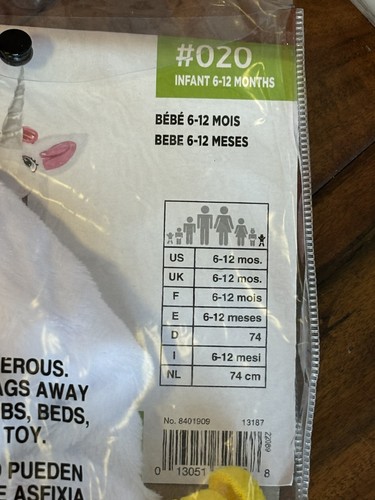 #020
INFANT 6-12 MONTHS
BÉBÉ 6-12 MOIS
BEBE 6-12 MESES
US 6-12 mos.
UK 6-12 mos.
F 6-12 mois
E 6-12 meses
D 74
I 6-12 mesi
NL 74 cm
EROUS.
AGS AWAY
BS, BEDS,
TOY.
PUEDEN
E ASFIXIA
No. 8401909 13187
22069
0 13051 8